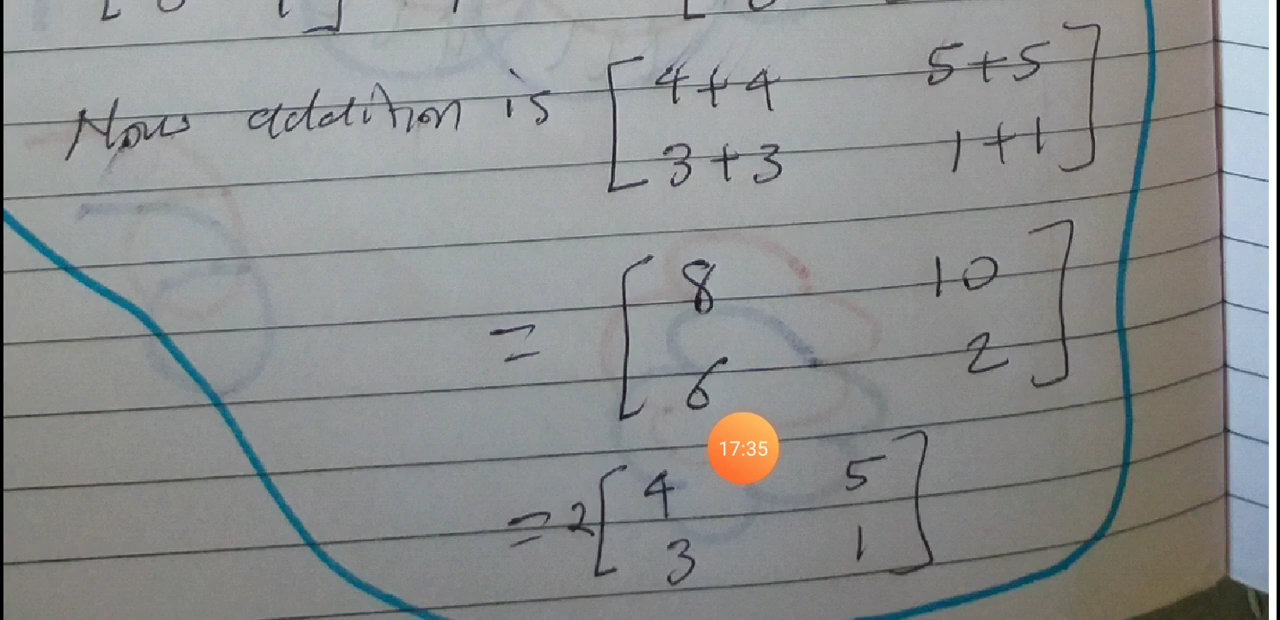 Now addition is [4+4 5+5
3+3 1+1]
= [8 10
6 2]
17:35
= 2[4 5
3 1]